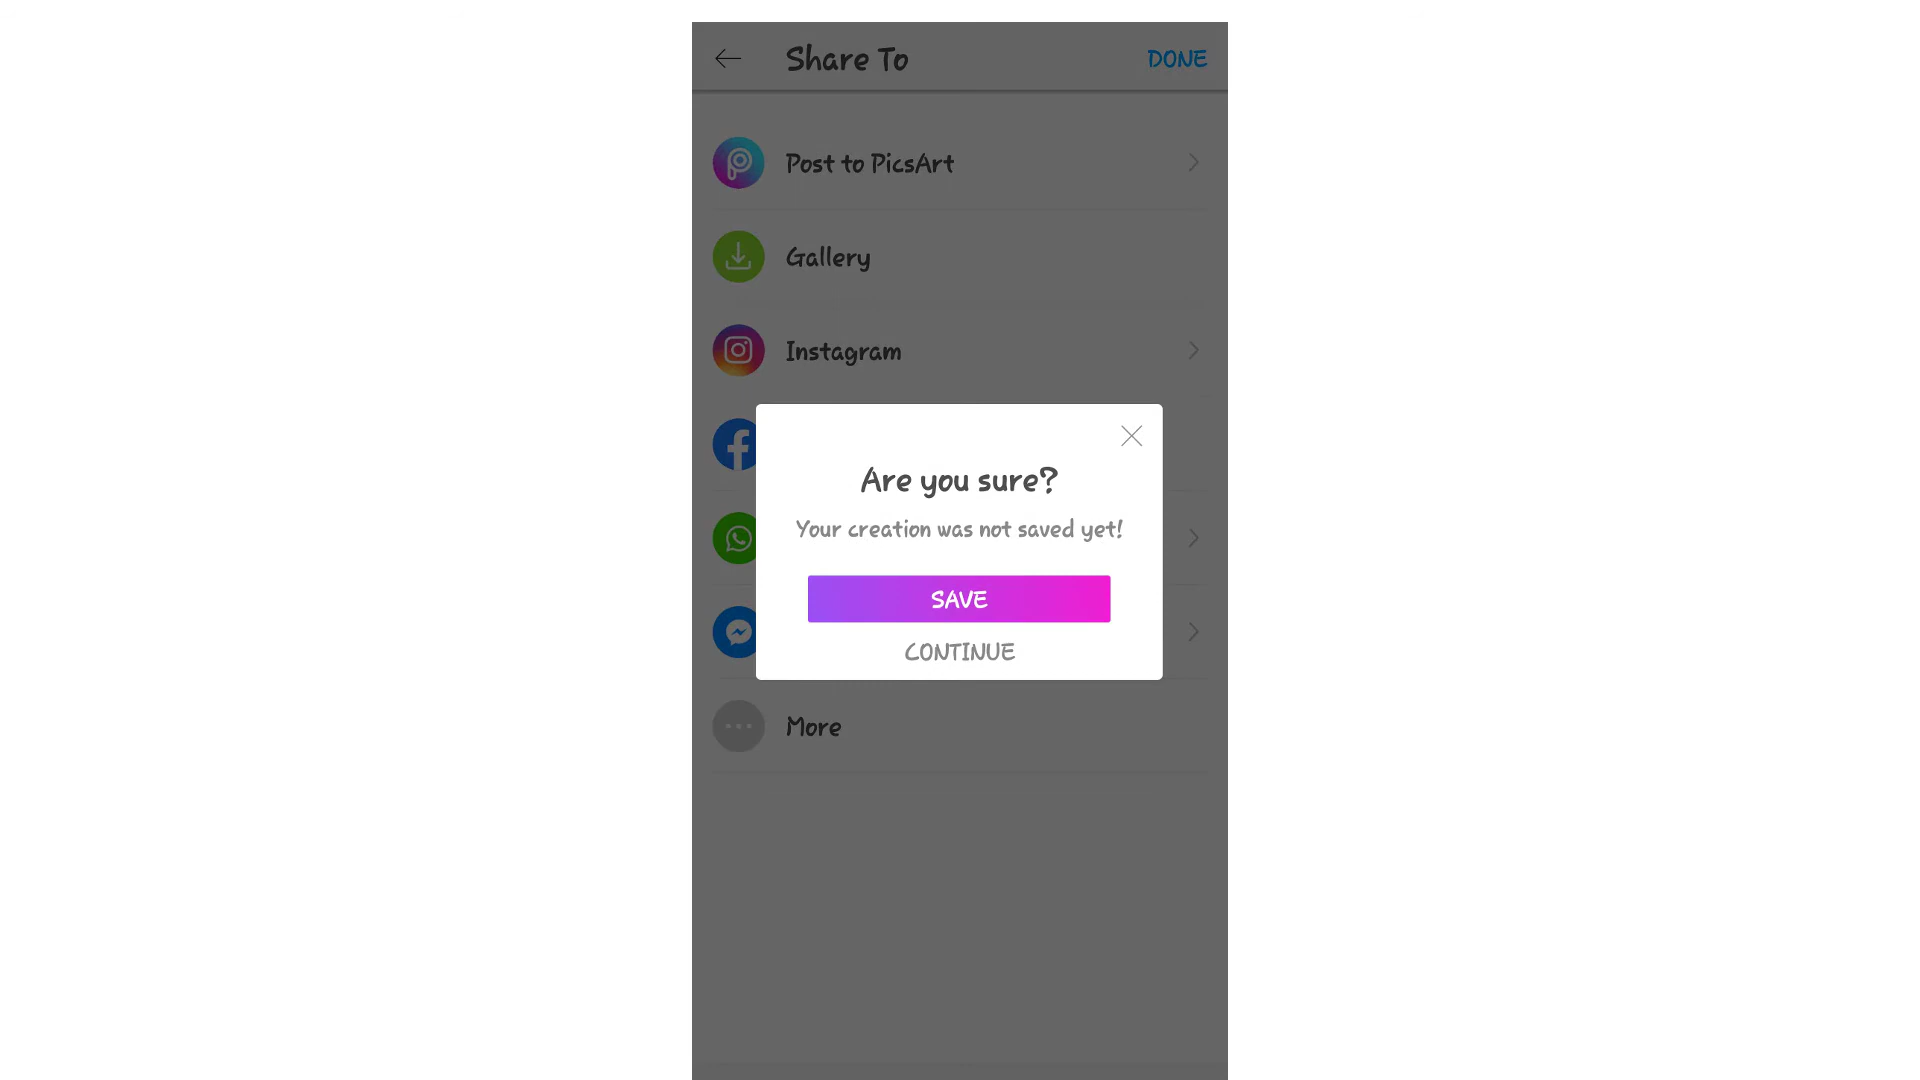 Share To
DONE
Post to PicsArt
Gallery
Instagram
Are you sure?
Your creation was not saved yet!
SAVE
CONTINUE
More